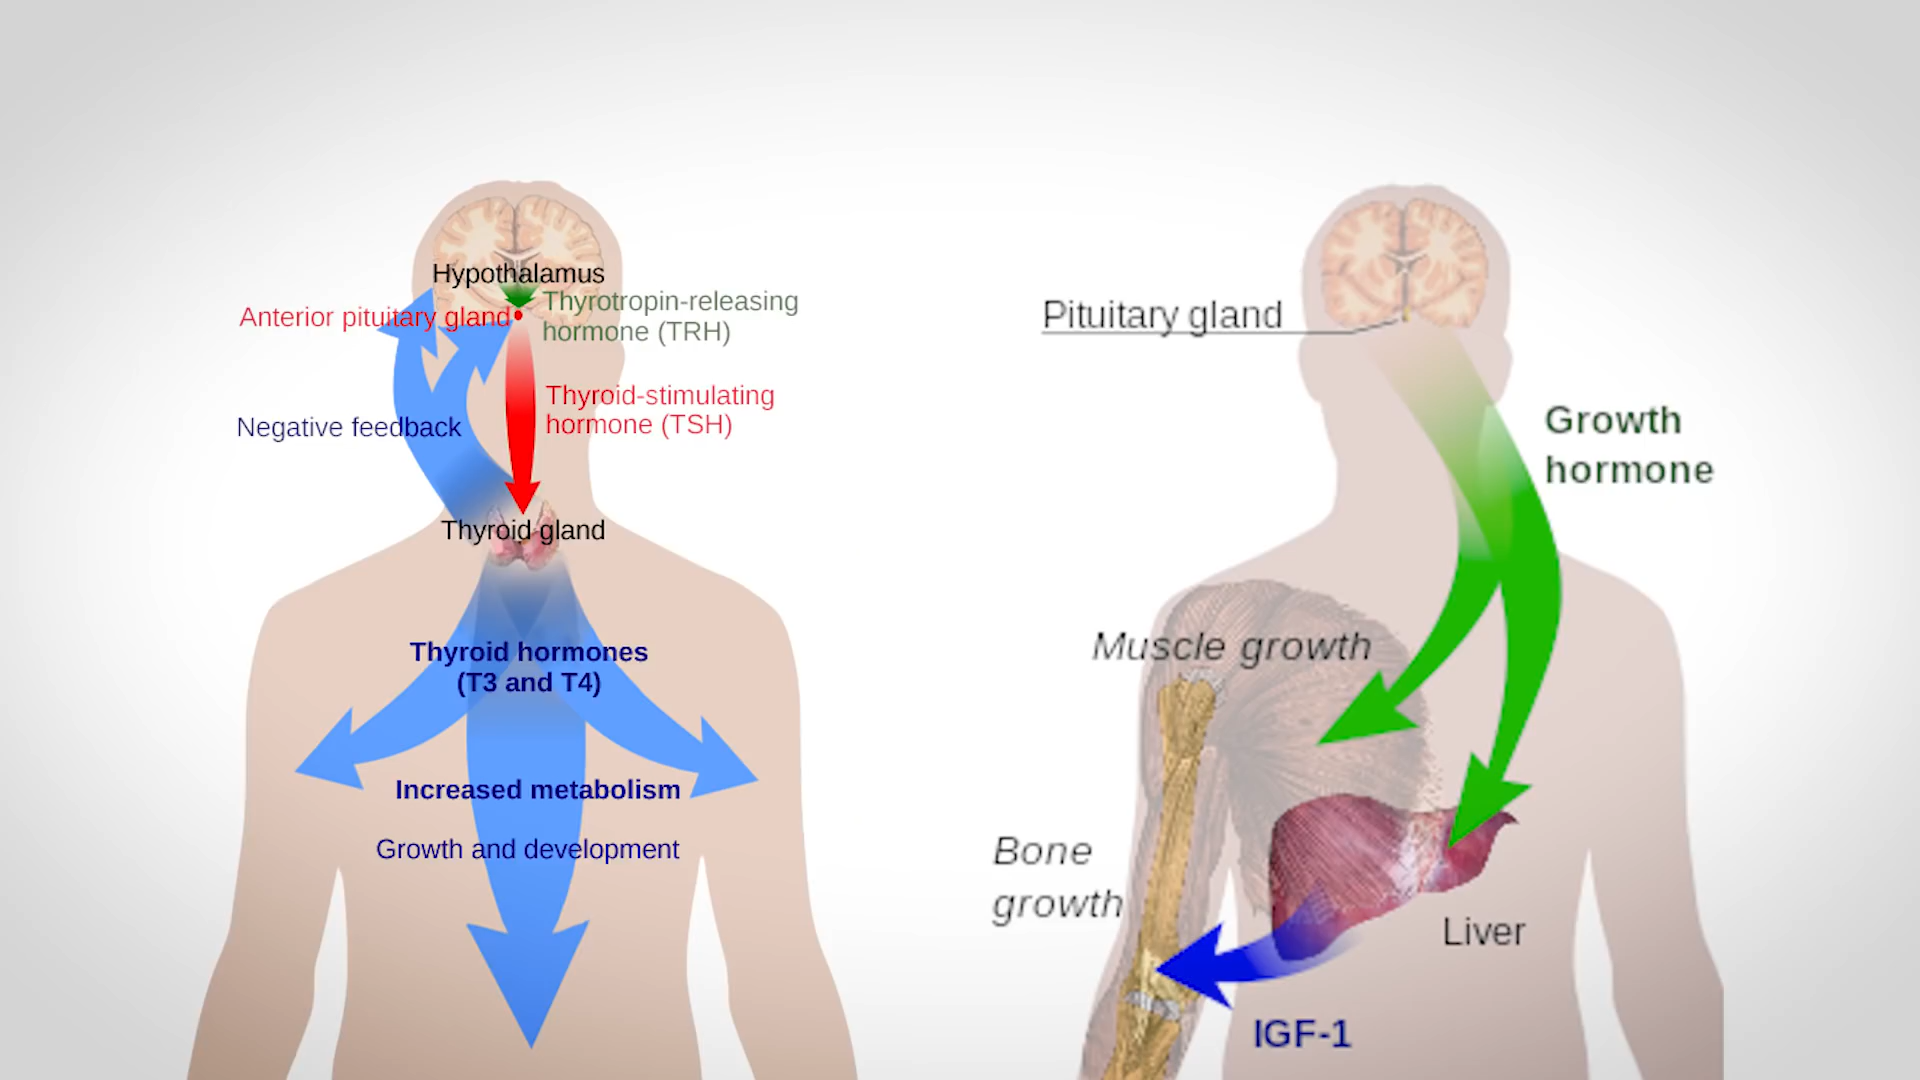 Hypothalamus
Anterior pituitary gland
Thyrotropin-releasing
hormone (TRH)
Thyroid-stimulating
hormone (TSH)
Negative feedback
Thyroid gland
Thyroid hormones
(T3 and T4)
Increased metabolism
Growth and development
Pituitary gland
Growth
hormone
Muscle growth
Bone
growth
Liver
IGF-1